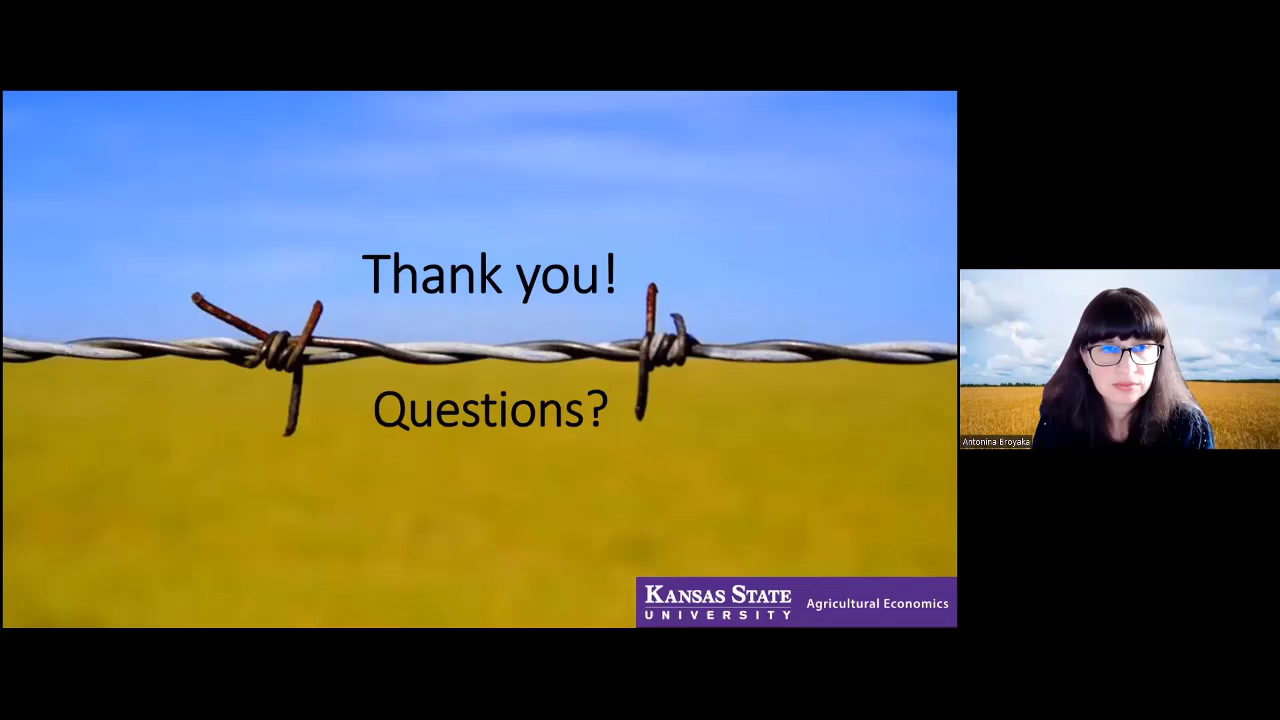 Thank you!
Questions?
KANSAS STATE
UNIVERSITY
Agricultural Economics
Antonina Broyaka